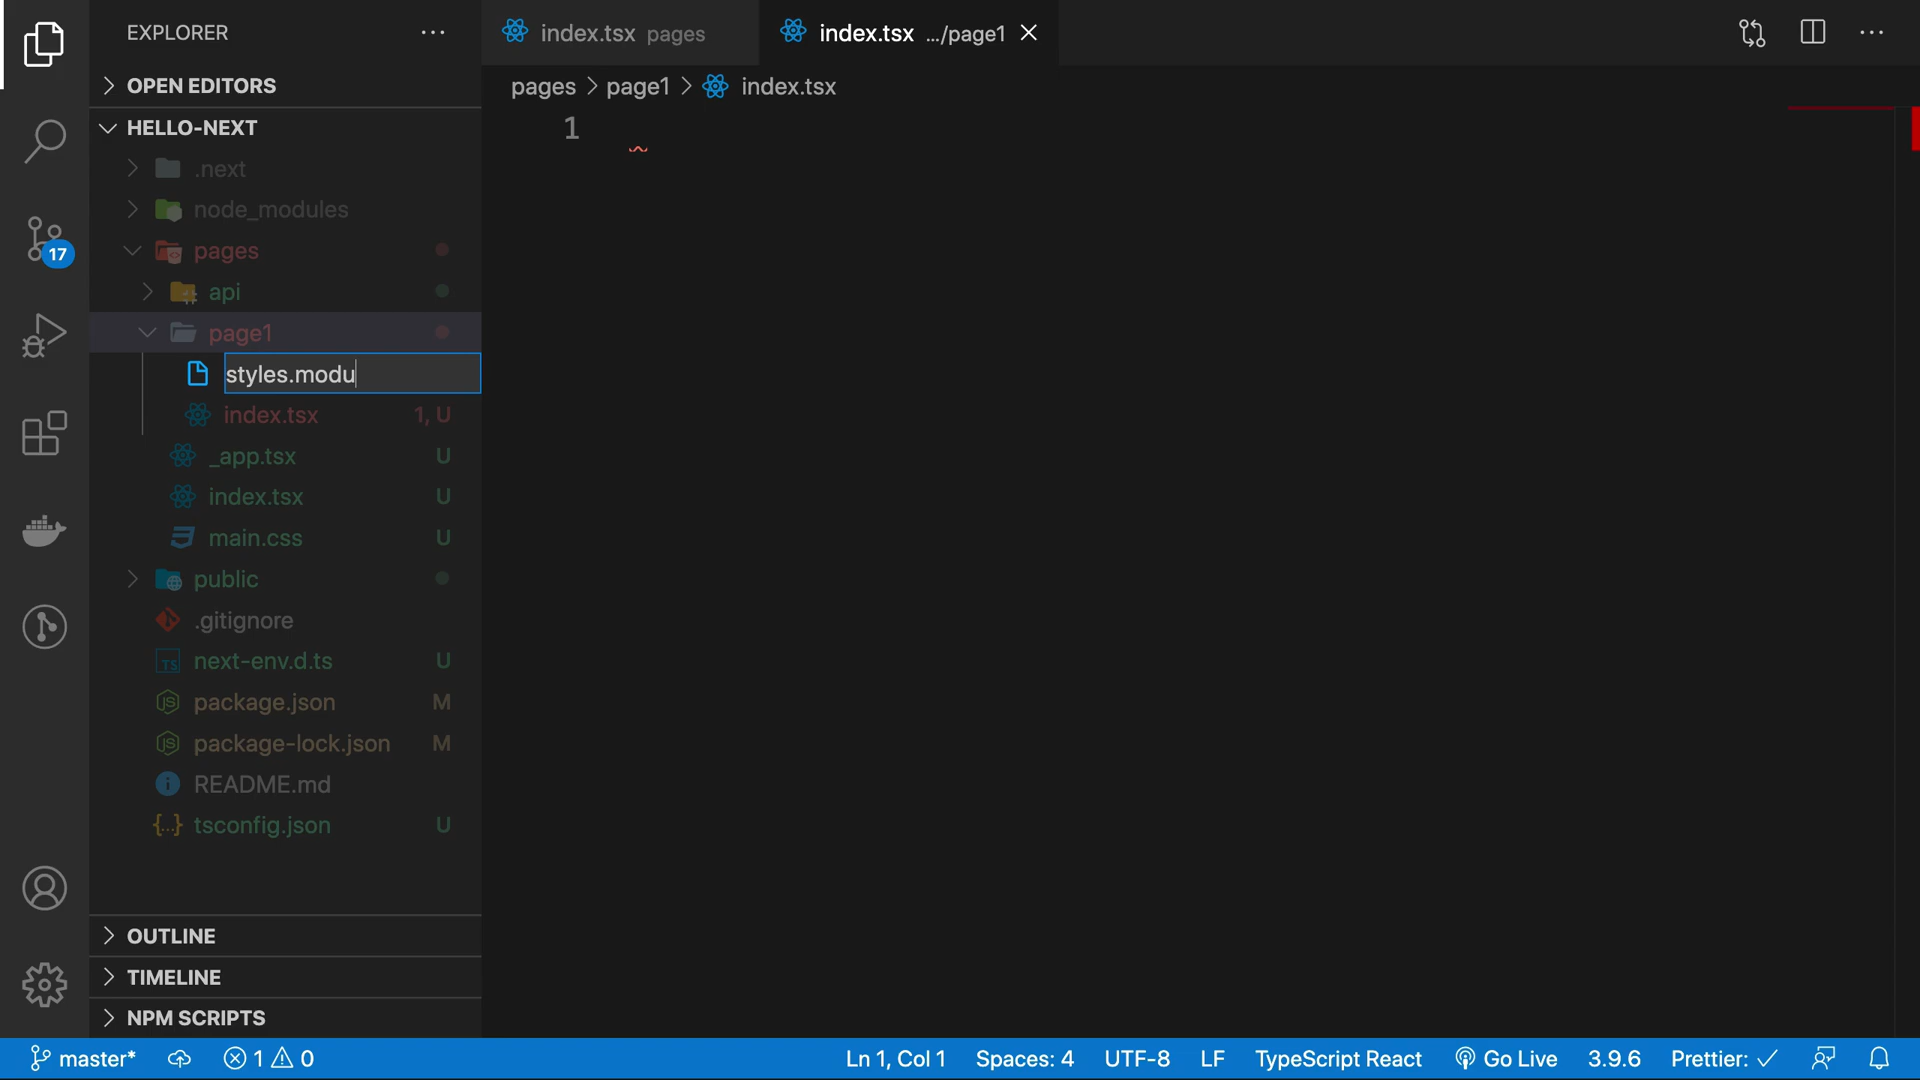 EXPLORER
OPEN EDITORS
HELLO-NEXT
.next
node_modules
pages
api
page1
styles.modu
index.tsx 1, U
_app.tsx U
index.tsx U
main.css U
public
.gitignore
TS next-env.d.ts U
package.json M
package-lock.json M
README.md
{...} tsconfig.json U
OUTLINE
TIMELINE
NPM SCRIPTS
17
index.tsx pages
index.tsx .../page1
pages > page1 > index.tsx
1
master* 1 0
Ln 1, Col 1 Spaces: 4 UTF-8 LF TypeScript React Go Live 3.9.6 Prettier: ✓